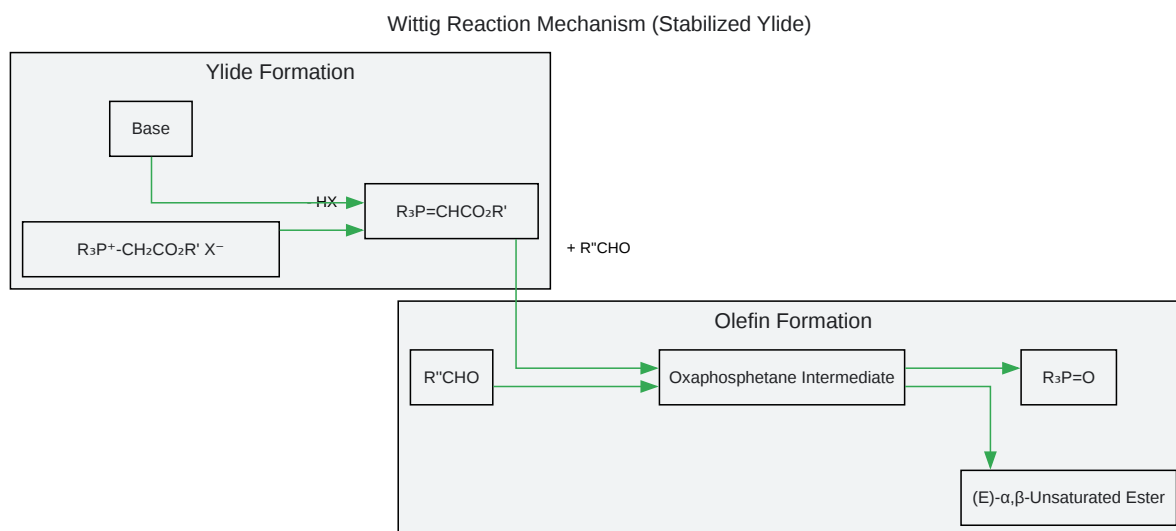 Wittig Reaction Mechanism (Stabilized Ylide)
Ylide Formation
Base
- HX
R₃P=CHCO₂R'
R₃P⁺-CH₂CO₂R' X⁻
+ R"CHO
Olefin Formation
R"CHO
Oxaphosphetane Intermediate
R₃P=O
(E)-α,β-Unsaturated Ester